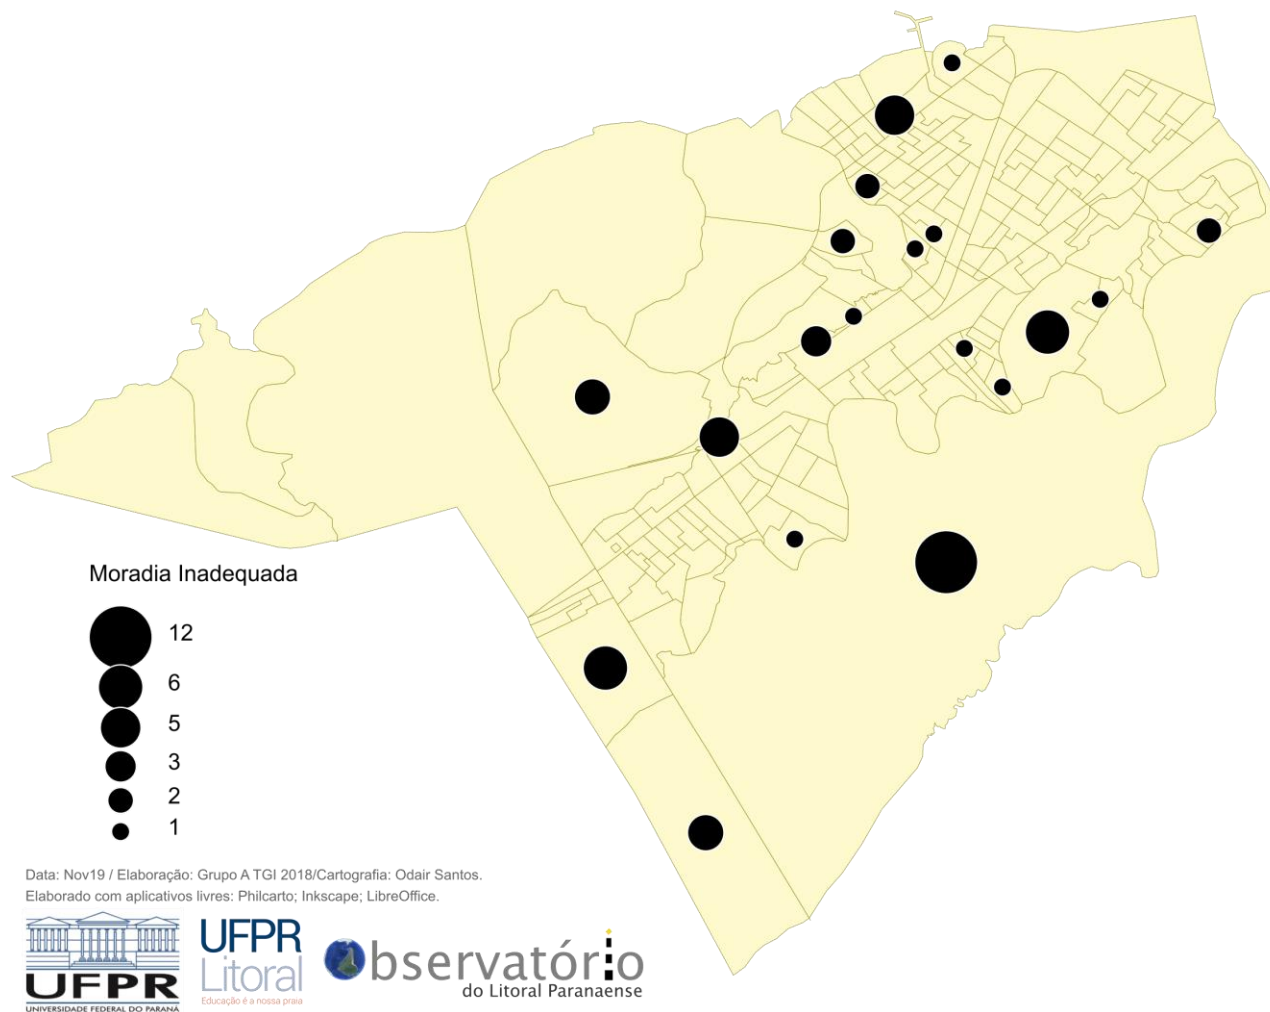 Moradia Inadequada
12
6
5
3
2
1
Data: Nov19 / Elaboração: Grupo A TGI 2018/Cartografia: Odair Santos.
Elaborado com aplicativos livres: Philcarto; Inkscape; LibreOffice.
UFPR
UNIVERSIDADE FEDERAL DO PARANÁ
UFPR
Litoral
Educação é a nossa praia
Observatório
do Litoral Paranaense